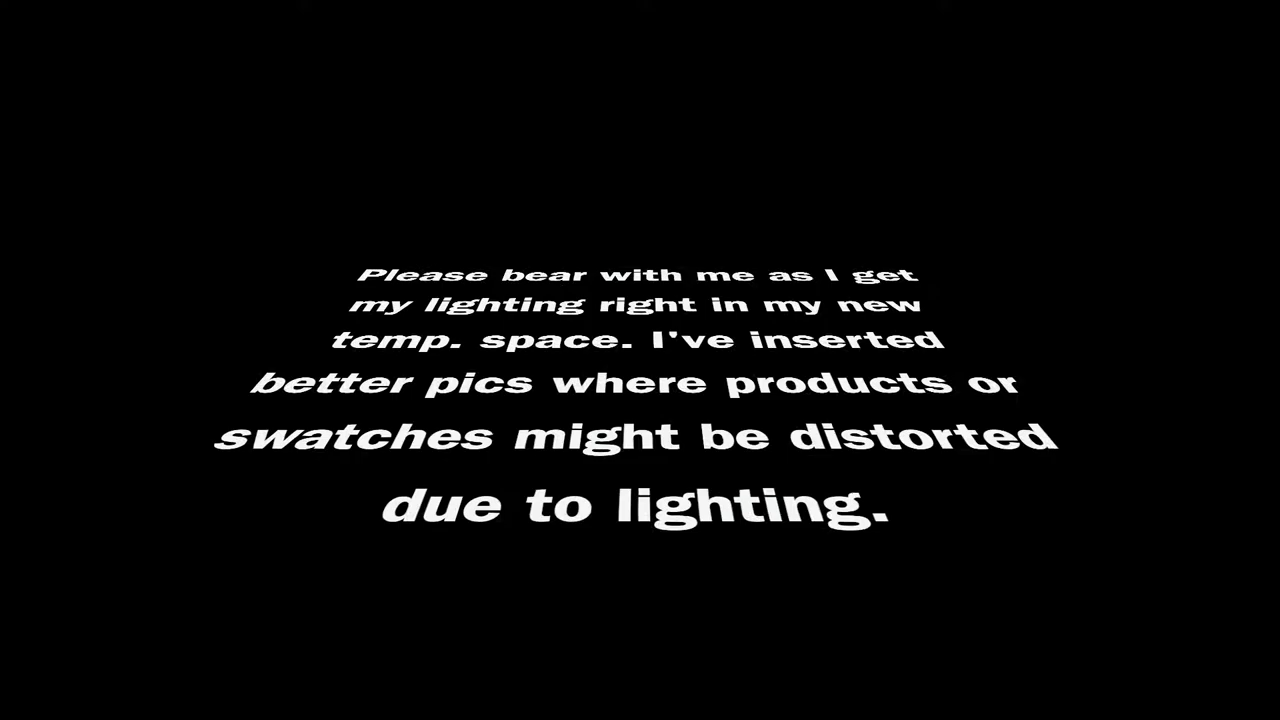 Please bear with me as I get
my lighting right in my new
temp. space. I've inserted
better pics where products or
swatches might be distorted
due to lighting.